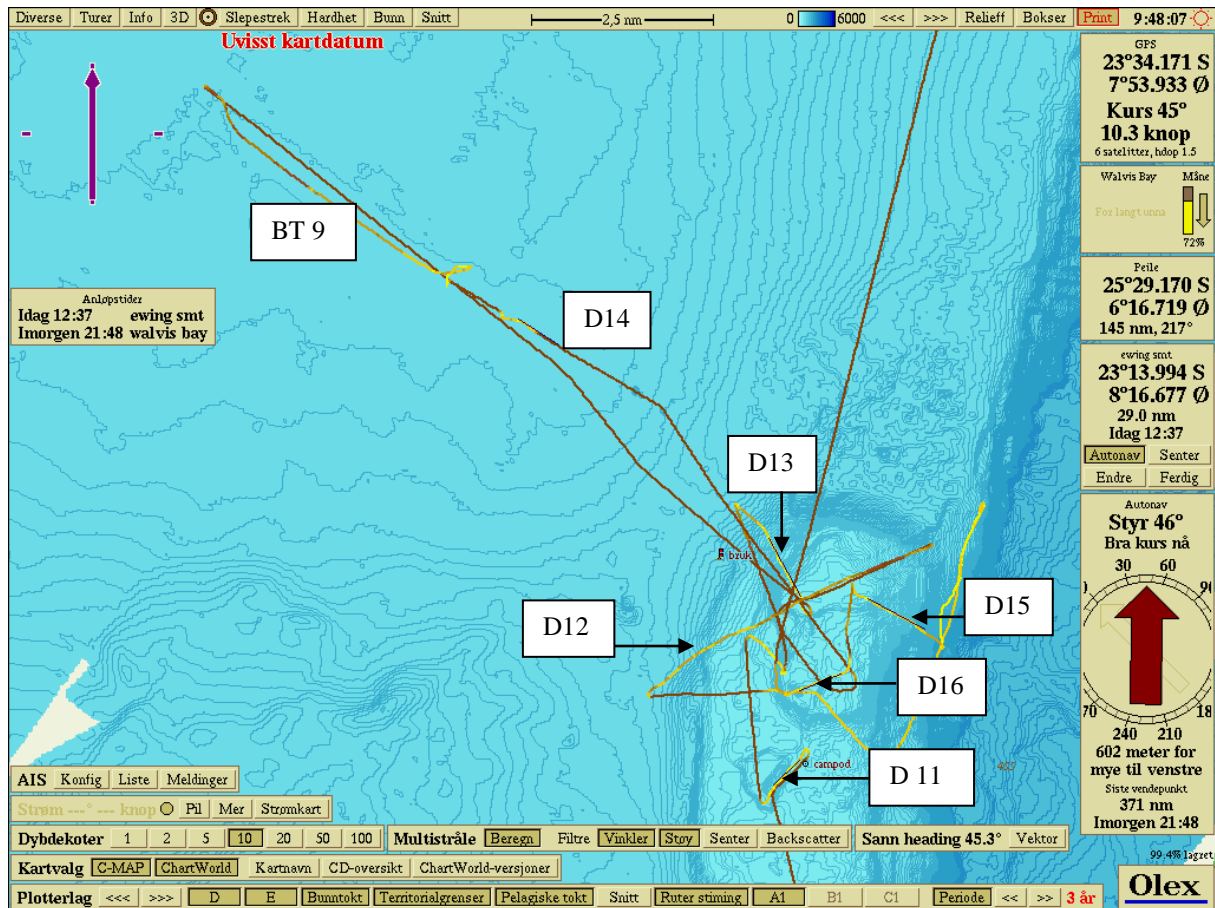 Diverse Turer Info 3D Slepestrek Hardhet Bunn Snitt 2,5 nm 0 6000 <<< >>> Relieff Bokser Print 9:48:07
Uvisst kartdatum
GPS
23°34.171 S
7°53.933 Ø
Kurs 45°
10.3 knop
6 satelitter, hdop 1.5
Walvis Bay Måne
For langt unna
72%
BT 9
Peile
25°29.170 S
6°16.719 Ø
145 nm, 217°
Anløpstider
Idag 12:37 ewing smt
Imorgen 21:48 walvis bay
D14
ewing smt
23°13.994 S
8°16.677 Ø
29.0 nm
Idag 12:37
Autonav Senter
Endre Ferdig
D13
Autonav
Styr 46°
Bra kurs nå
30 60
bruk
D12
D15
D16
240 210
602 meter for
mye til venstre
Siste vendepunkt
371 nm
Imorgen 21:48
campod
D 11
AIS Konfig Liste Meldinger
Strøm ---° --- knop Pil Mer Strømkart
Dybdekoter 1 2 5 10 20 50 100 Multistråle Beregn Filtre Vinkler Støy Senter Backscatter Sann heading 45.3° Vektor
99.4% lagret
Kartvalg C-MAP ChartWorld Kartnavn CD-oversikt ChartWorld-versjoner
Olex
Plotterlag <<< >>> D E Bunntokt Territorialgrenser Pelagiske tokt Snitt Ruter stiming A1 B1 C1 Periode << >> 3 år